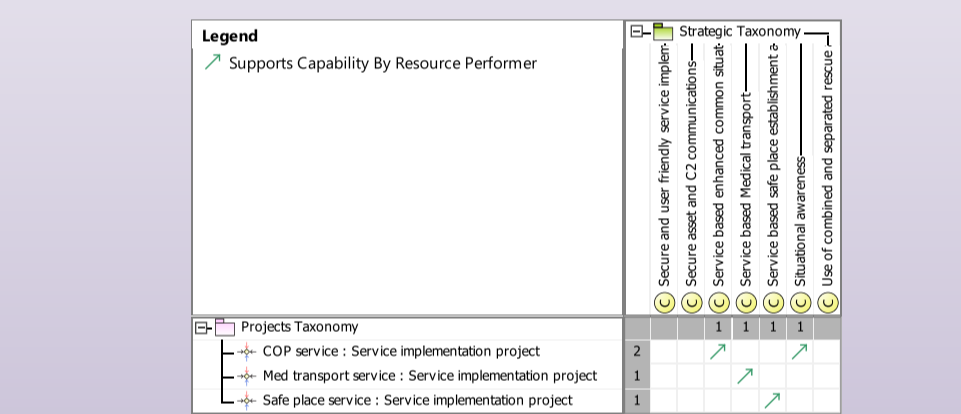 Legend
Supports Capability By Resource Performer
Strategic Taxonomy
C Secure and user friendly service implem
C Secure asset and C2 communications
C Service based enhanced common situat
C Service based Medical transport
C Service based safe place establishment a
C Situational awareness
C Use of combined and separated rescue
Projects Taxonomy
1 1 1 1
COP service : Service implementation project 2
Med transport service : Service implementation project 1
Safe place service : Service implementation project 1